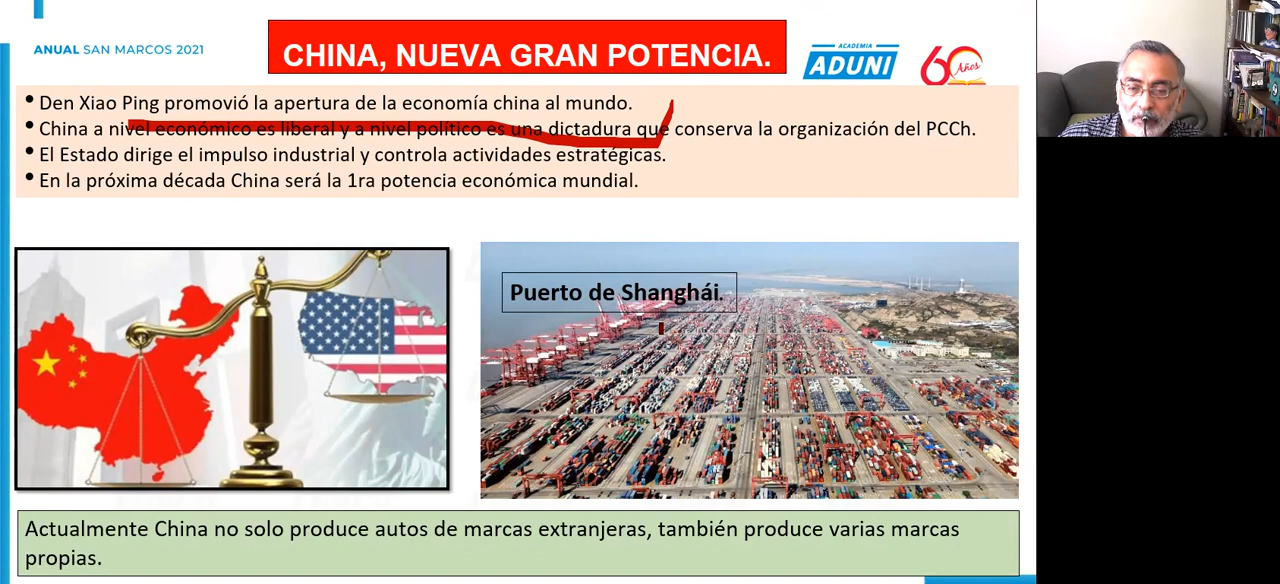 ANUAL SAN MARCOS 2021
CHINA, NUEVA GRAN POTENCIA.
ACADEMIA
ADUNI
60 Años
• Den Xiao Ping promovió la apertura de la economía china al mundo.
• China a nivel económico es liberal y a nivel político es una dictadura que conserva la organización del PCCh.
• El Estado dirige el impulso industrial y controla actividades estratégicas.
• En la próxima década China será la 1ra potencia económica mundial.
Puerto de Shanghái.
Actualmente China no solo produce autos de marcas extranjeras, también produce varias marcas
propias.